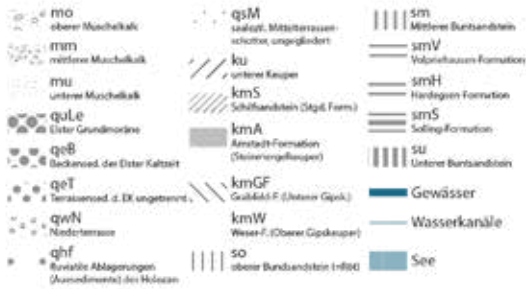 mo
oberer Muschelkalk
mm
mittlerer Muschelkalk
mu
unterer Muschelkalk
quLe
Elster Grundmoräne
qeB
Beckensed. der Elster Kaltzeit
qeT
Terrassensed. d. EK ungetrennt
qwN
Niederterrasse
qhf
fluviatile Ablagerungen
(Auesedimente) des Holozän
qsM
saaleztl. Mittelterrassen-
schotter, ungegliedert
ku
unterer Keuper
kmS
Schilfsandstein (Stgd. Form.)
kmA
Arnstadt-Formation
(Steinmergelkeuper)
kmGF
Grabfeld-F. (Unterer Gipsk.)
kmW
Weser-F. (Oberer Gipskeuper)
so
oberer Bundsandstein (=Röt)
sm
Mittlerer Buntsandstein
smV
Volpriehausen-Formation
smH
Hardegsen-Formation
smS
Solling-Formation
su
Unterer Buntsandstein
Gewässer
Wasserkanäle
See